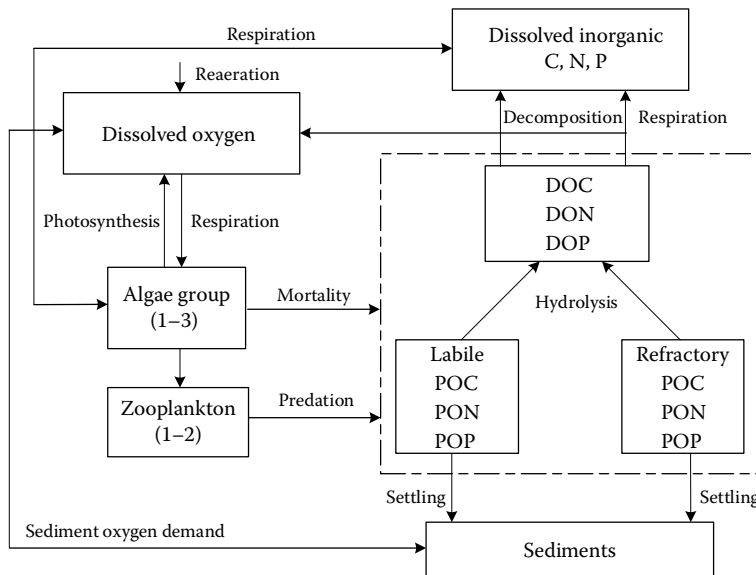 Respiration
Dissolved inorganic
C, N, P
Reaeration
Dissolved oxygen
Decomposition
Respiration
DOC
DON
DOP
Photosynthesis
Respiration
Algae group
(1–3)
Mortality
Hydrolysis
Labile
POC
PON
POP
Refractory
POC
PON
POP
Zooplankton
(1–2)
Predation
Settling
Settling
Sediment oxygen demand
Sediments